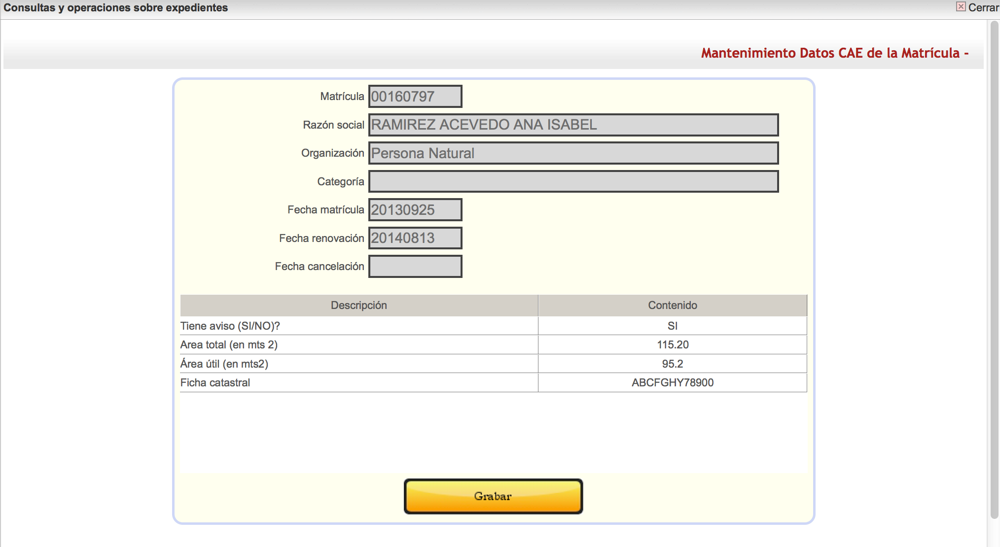 Consultas y operaciones sobre expedientes
Cerrar
Mantenimiento Datos CAE de la Matrícula -
Matrícula 00160797
Razón social RAMIREZ ACEVEDO ANA ISABEL
Organización Persona Natural
Categoría
Fecha matrícula 20130925
Fecha renovación 20140813
Fecha cancelación
Descripción Contenido
Tiene aviso (SI/NO)? SI
Area total (en mts 2) 115.20
Área útil (en mts2) 95.2
Ficha catastral ABCFGHY78900
Grabar